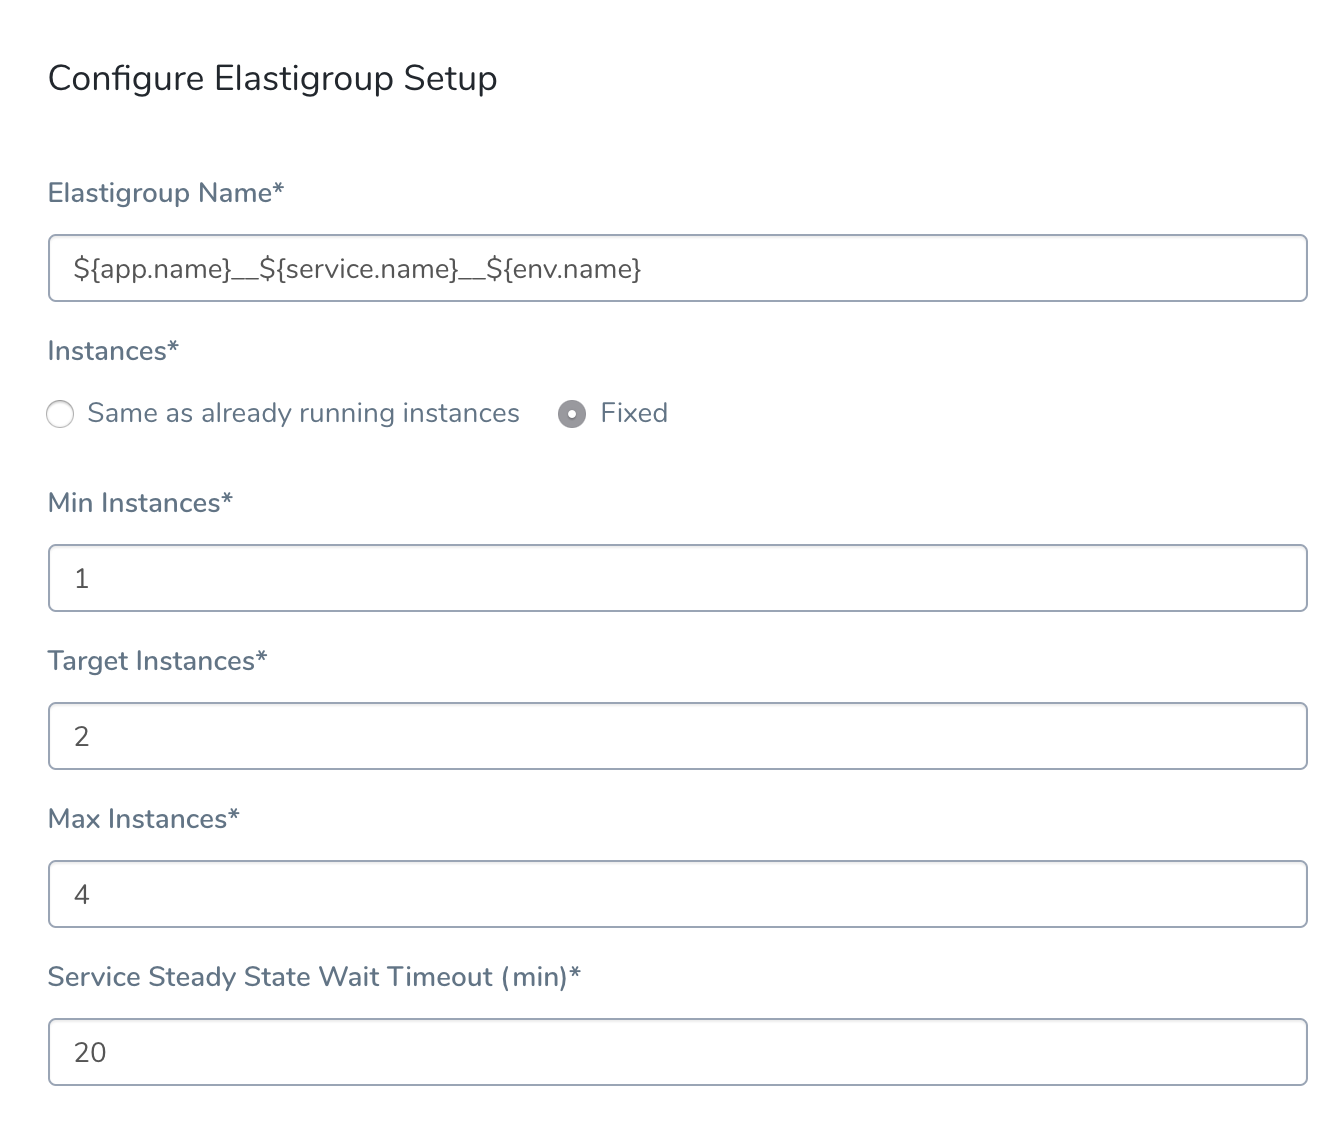 Configure Elastigroup Setup
Elastigroup Name*
${app.name}__${service.name}__${env.name}
Instances*
Same as already running instances Fixed
Min Instances*
1
Target Instances*
2
Max Instances*
4
Service Steady State Wait Timeout (min)*
20